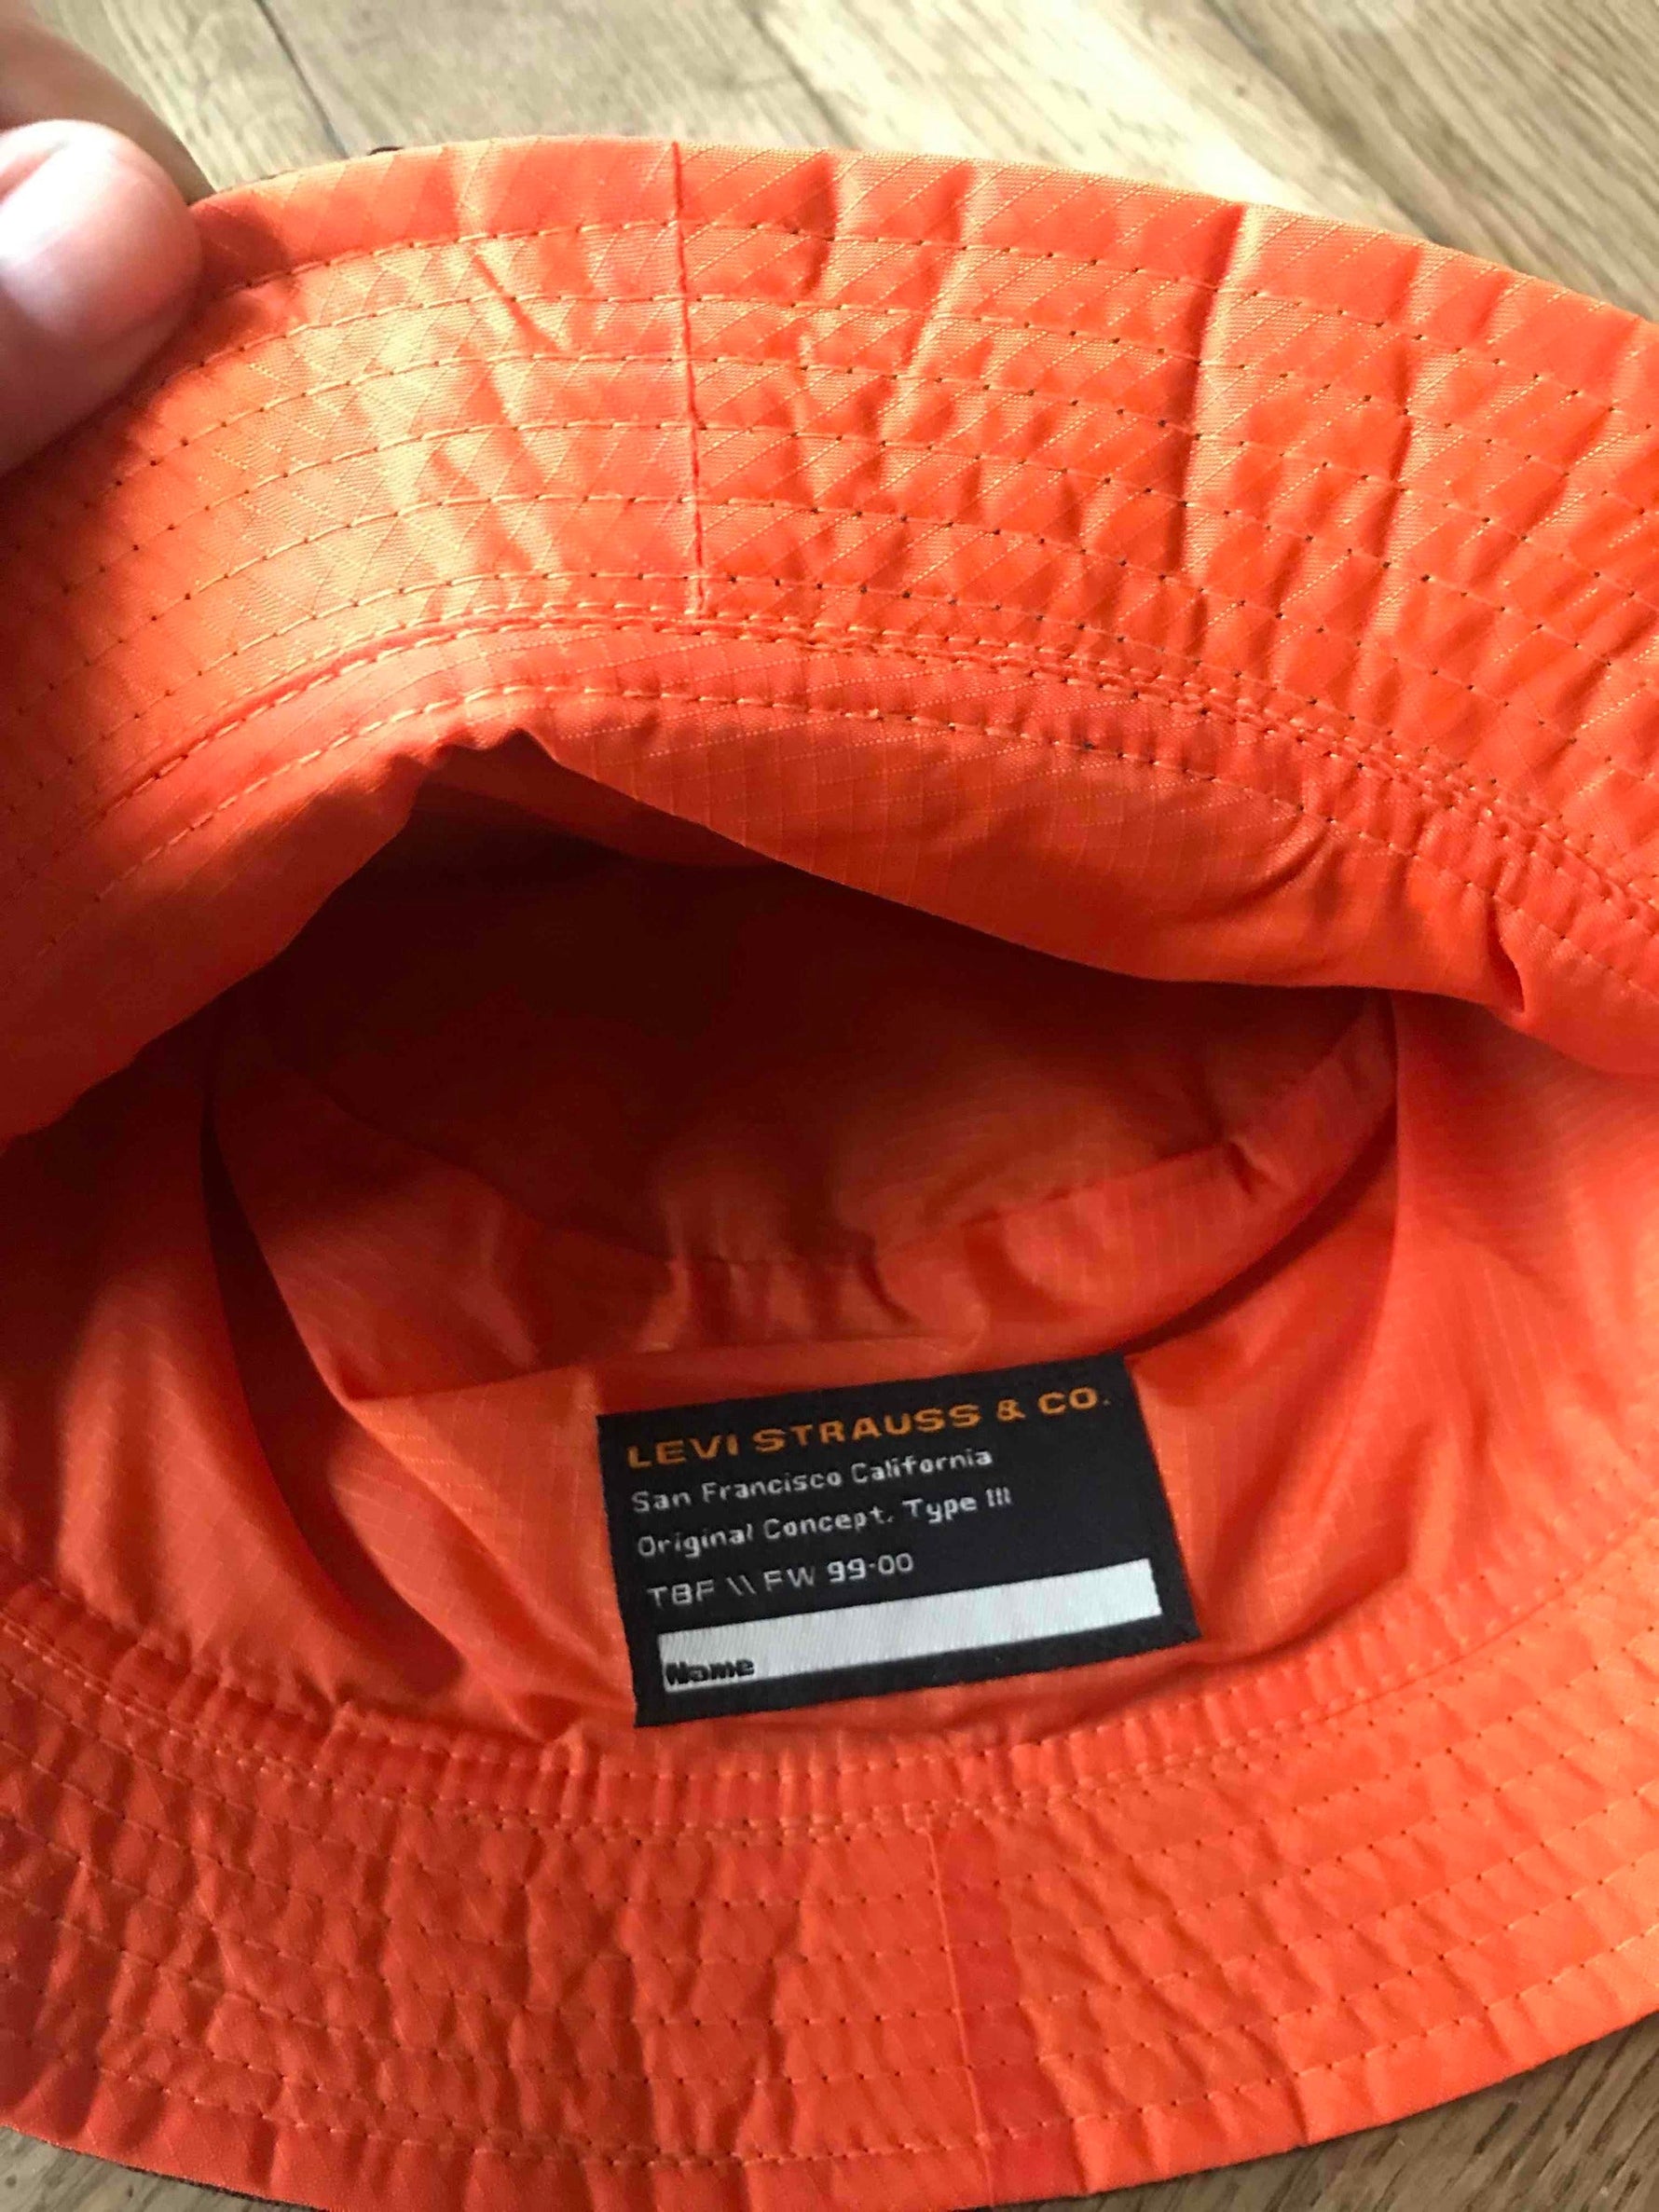 LEVI STRAUSS & CO.
San Francisco California
Original Concept. Type III
TBF \\ FW 99-00
Name